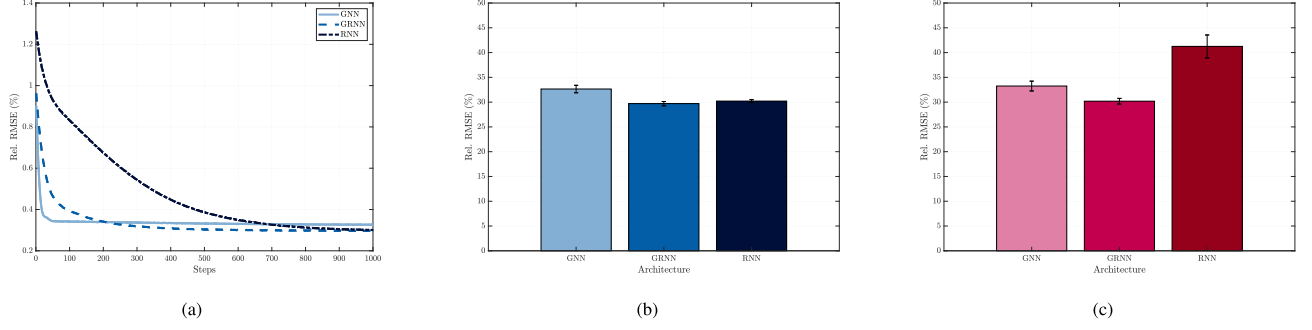 1.4
1.2
1
0.8
0.6
0.4
0.2
Rel. RMSE (%)
GNN
GRNN
RNN
0 100 200 300 400 500 600 700 800 900 1000
Steps
(a)
50
45
40
35
30
25
20
15
10
5
0
Rel. RMSE (%)
GNN GRNN RNN
Architecture
(b)
50
45
40
35
30
25
20
15
10
5
0
Rel. RMSE (%)
GNN GRNN RNN
Architecture
(c)